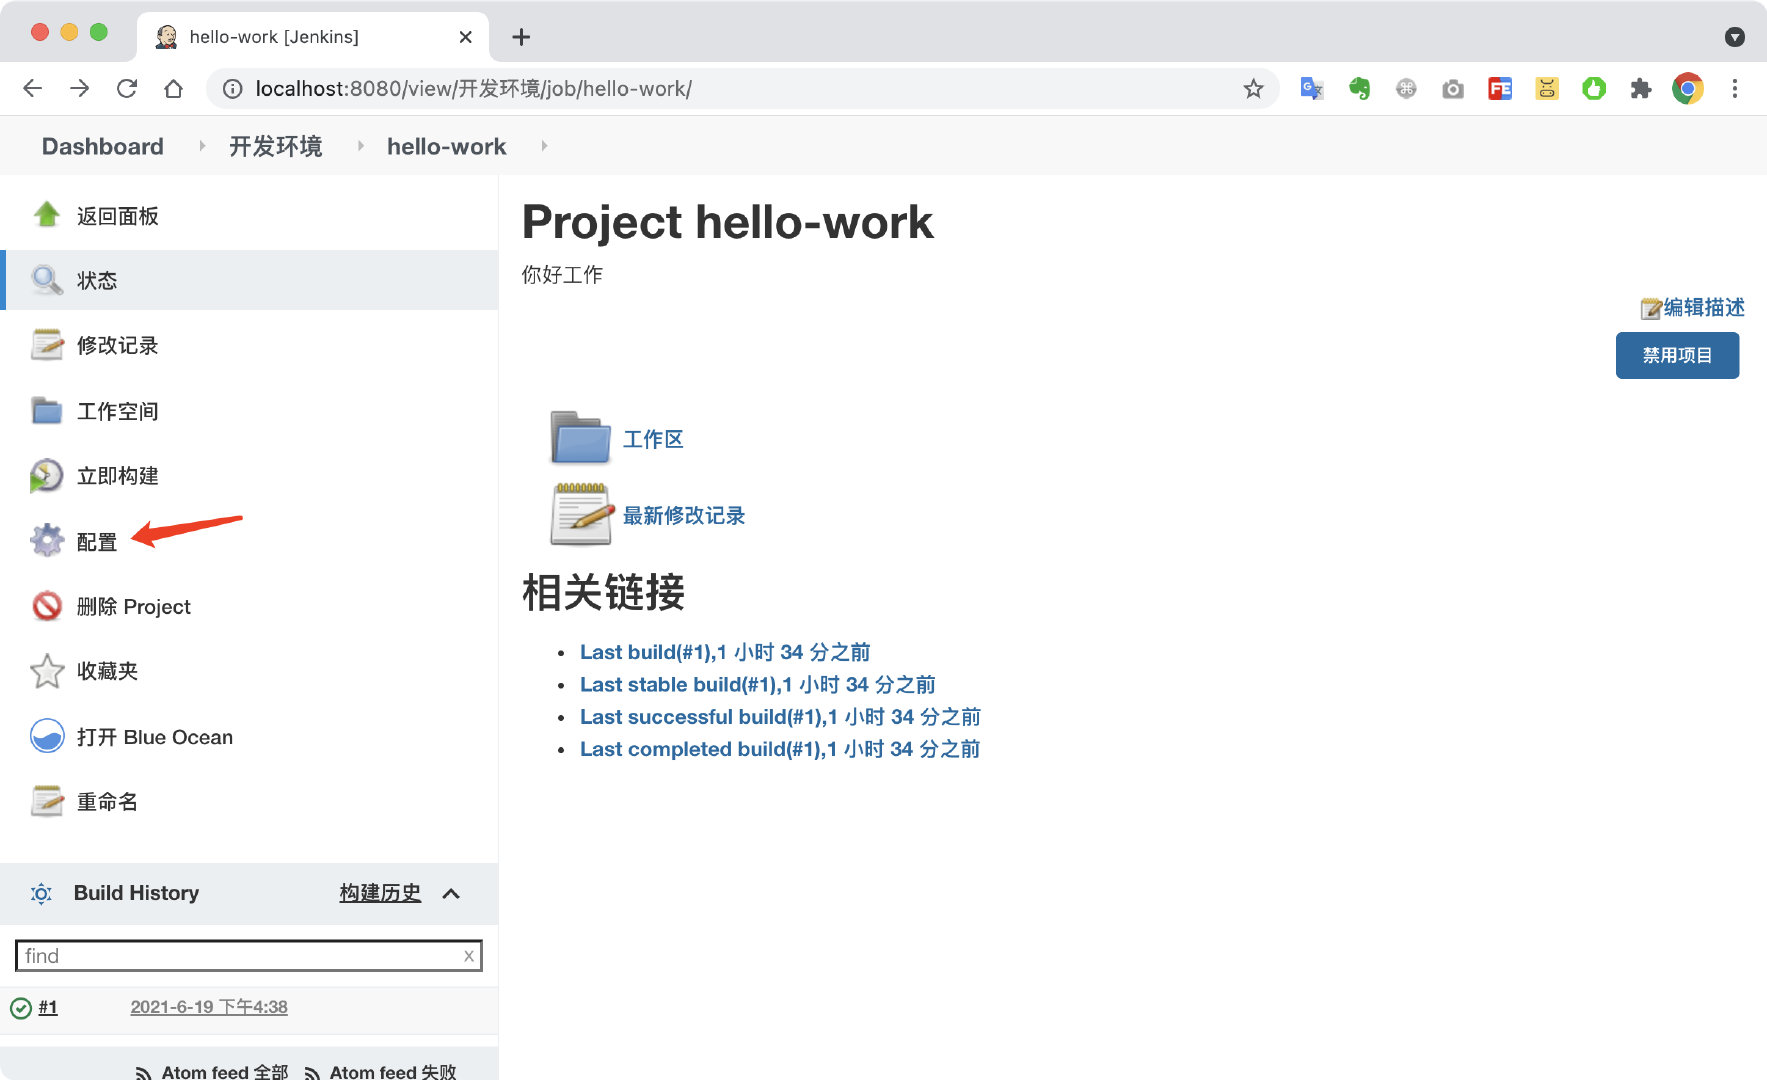 hello-work [Jenkins]
localhost:8080/view/开发环境/job/hello-work/
FE
Dashboard 开发环境 hello-work
返回面板
状态
修改记录
工作空间
立即构建
配置
删除 Project
收藏夹
打开 Blue Ocean
重命名
Build History 构建历史
find x
#1 2021-6-19 下午4:38
Atom feed 全部 Atom feed 失败
Project hello-work
你好工作
编辑描述
禁用项目
工作区
最新修改记录
相关链接
Last build(#1),1 小时 34 分之前
Last stable build(#1),1 小时 34 分之前
Last successful build(#1),1 小时 34 分之前
Last completed build(#1),1 小时 34 分之前